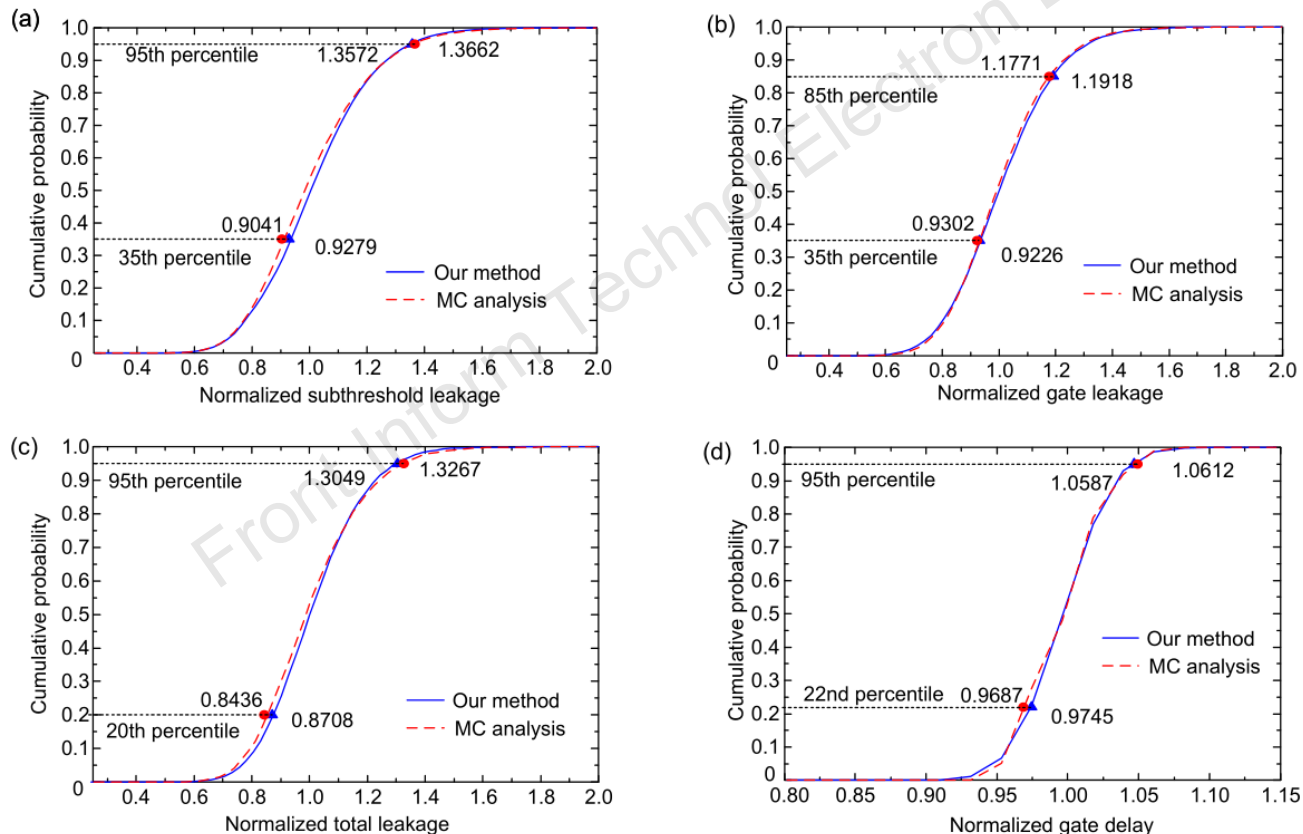 (a)
1.0
0.9
0.8
0.7
0.6
0.5
0.4
0.3
0.2
0.1
0
Cumulative probability
95th percentile
1.3572
1.3662
0.9041
0.9279
35th percentile
Our method
MC analysis
0.4 0.6 0.8 1.0 1.2 1.4 1.6 1.8 2.0
Normalized subthreshold leakage
(b)
1.0
0.9
0.8
0.7
0.6
0.5
0.4
0.3
0.2
0.1
0
Cumulative probability
1.1771
85th percentile
1.1918
0.9302
35th percentile
0.9226
Our method
MC analysis
0.4 0.6 0.8 1.0 1.2 1.4 1.6 1.8 2.0
Normalized gate leakage
(c)
1.0
0.9
0.8
0.7
0.6
0.5
0.4
0.3
0.2
0.1
0
Cumulative probability
95th percentile
1.3049
1.3267
0.8436
0.8708
20th percentile
Our method
MC analysis
0.4 0.6 0.8 1.0 1.2 1.4 1.6 1.8 2.0
Normalized total leakage
(d)
1.0
0.9
0.8
0.7
0.6
0.5
0.4
0.3
0.2
0.1
0
Cumulative probability
95th percentile
1.0587
1.0612
Our method
MC analysis
22nd percentile
0.9687
0.9745
0.80 0.85 0.90 0.95 1.00 1.05 1.10 1.15
Normalized gate delay
Front Inform Technol Electron